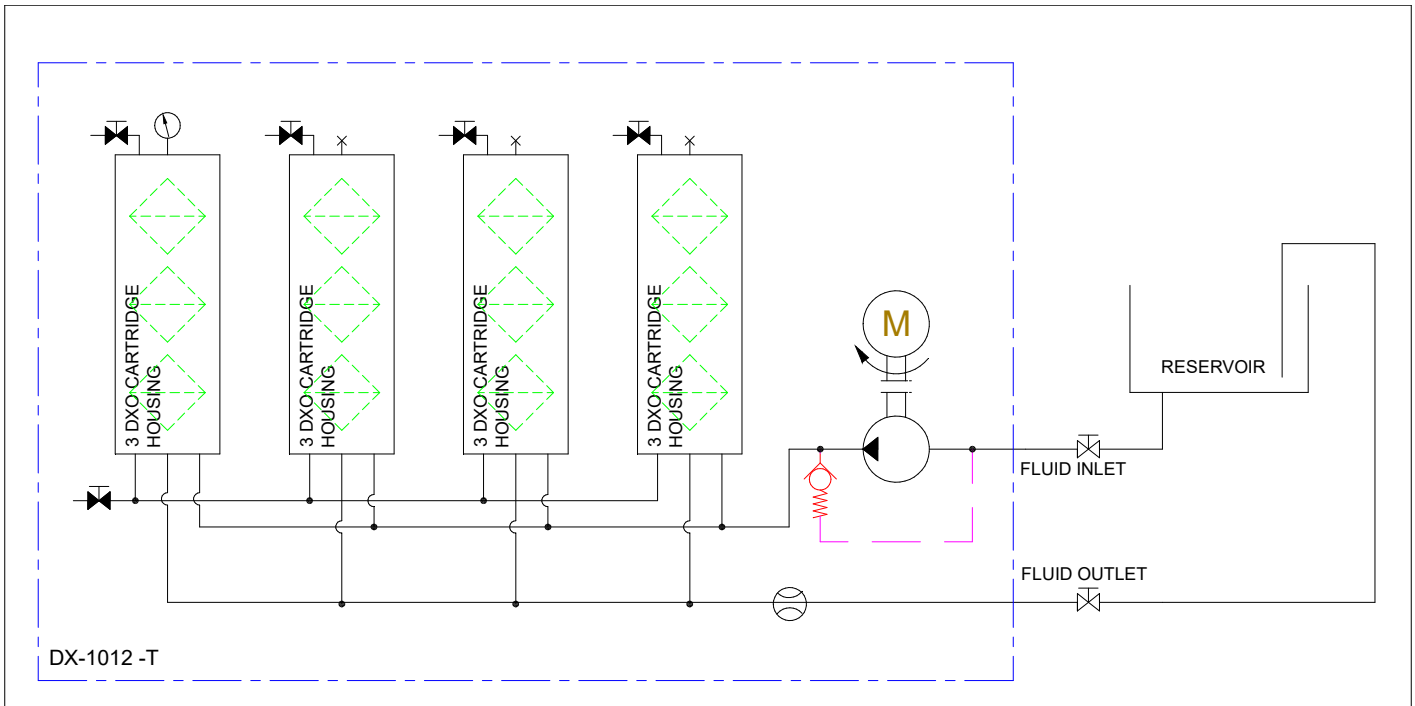 3 DXO CARTRIDGE
HOUSING
3 DXO CARTRIDGE
HOUSING
3 DXO CARTRIDGE
HOUSING
3 DXO CARTRIDGE
HOUSING
M
RESERVOIR
FLUID INLET
FLUID OUTLET
DX-1012 -T